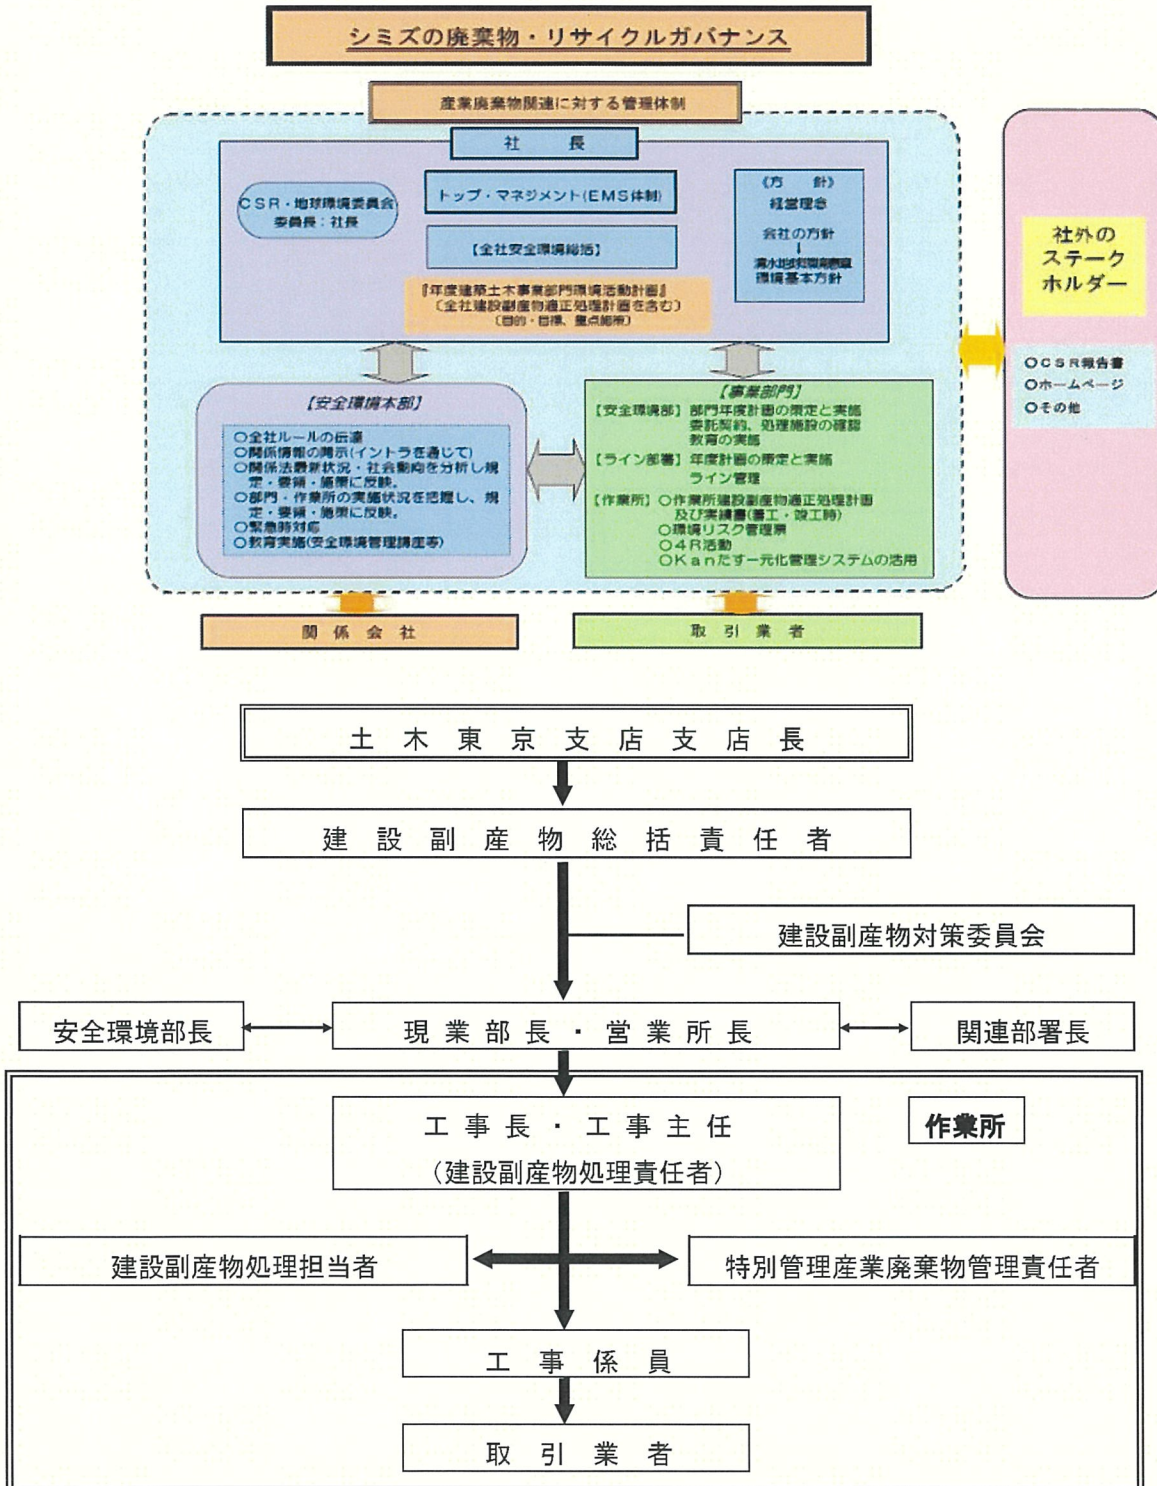 シミズの廃棄物・リサイクルガバナンス
産業廃棄物関連に対する管理体制
社　長
CSR・地球環境委員会
委員長：社長
トップ・マネジメント(EMS体制)
【全社安全環境総括】
『年度建築土木事業部門環境活動計画』
（全社建設副産物適正処理計画を含む）
（目的・目標、重点施策）
《方　針》
経営理念
会社の方針
↓
清水地球環境憲章
環境基本方針
社外の
ステーク
ホルダー
○CSR報告書
○ホームページ
○その他
【安全環境本部】
○全社ルールの伝達
○関係情報の開示(イントラを通じて)
○関係法最新状況・社会動向を分析し規
定・要領・施策に反映。
○部門・作業所の実施状況を把握し、規
定・要領・施策に反映。
○緊急時対応
○教育実施(安全環境管理講座等)
【事業部門】
【安全環境部】部門年度計画の策定と実施
委託契約、処理施設の確認
教育の実施
【ライン部署】年度計画の策定と実施
ライン管理
【作業所】○作業所建設副産物適正処理計画
及び実績書(着工・竣工時)
○環境リスク管理票
○4R活動
○Kanたす一元化管理システムの活用
関係会社
取引業者
土木東京支店支店長
建設副産物総括責任者
建設副産物対策委員会
安全環境部長
現業部長・営業所長
関連部署長
工事長・工事主任
（建設副産物処理責任者）
作業所
建設副産物処理担当者
特別管理産業廃棄物管理責任者
工事係員
取引業者